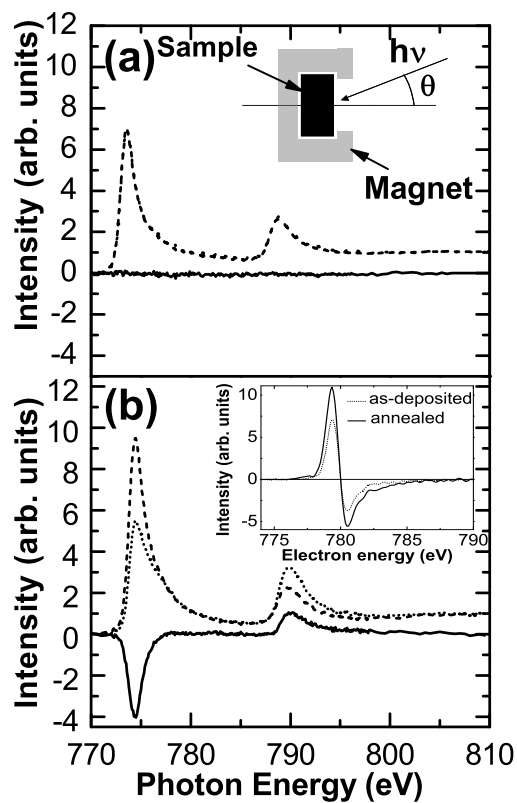 12
(a)
Sample
hν
10
θ
8
6
Magnet
4
2
0
-2
-4
Intensity (arb. units)
12
(b)
10
8
6
4
2
0
-2
-4
Intensity (arb. units)
10
as-deposited
annealed
5
0
-5
Intensity (arb. units)
775 780 785 790
Electron energy (eV)
770 780 790 800 810
Photon Energy (eV)